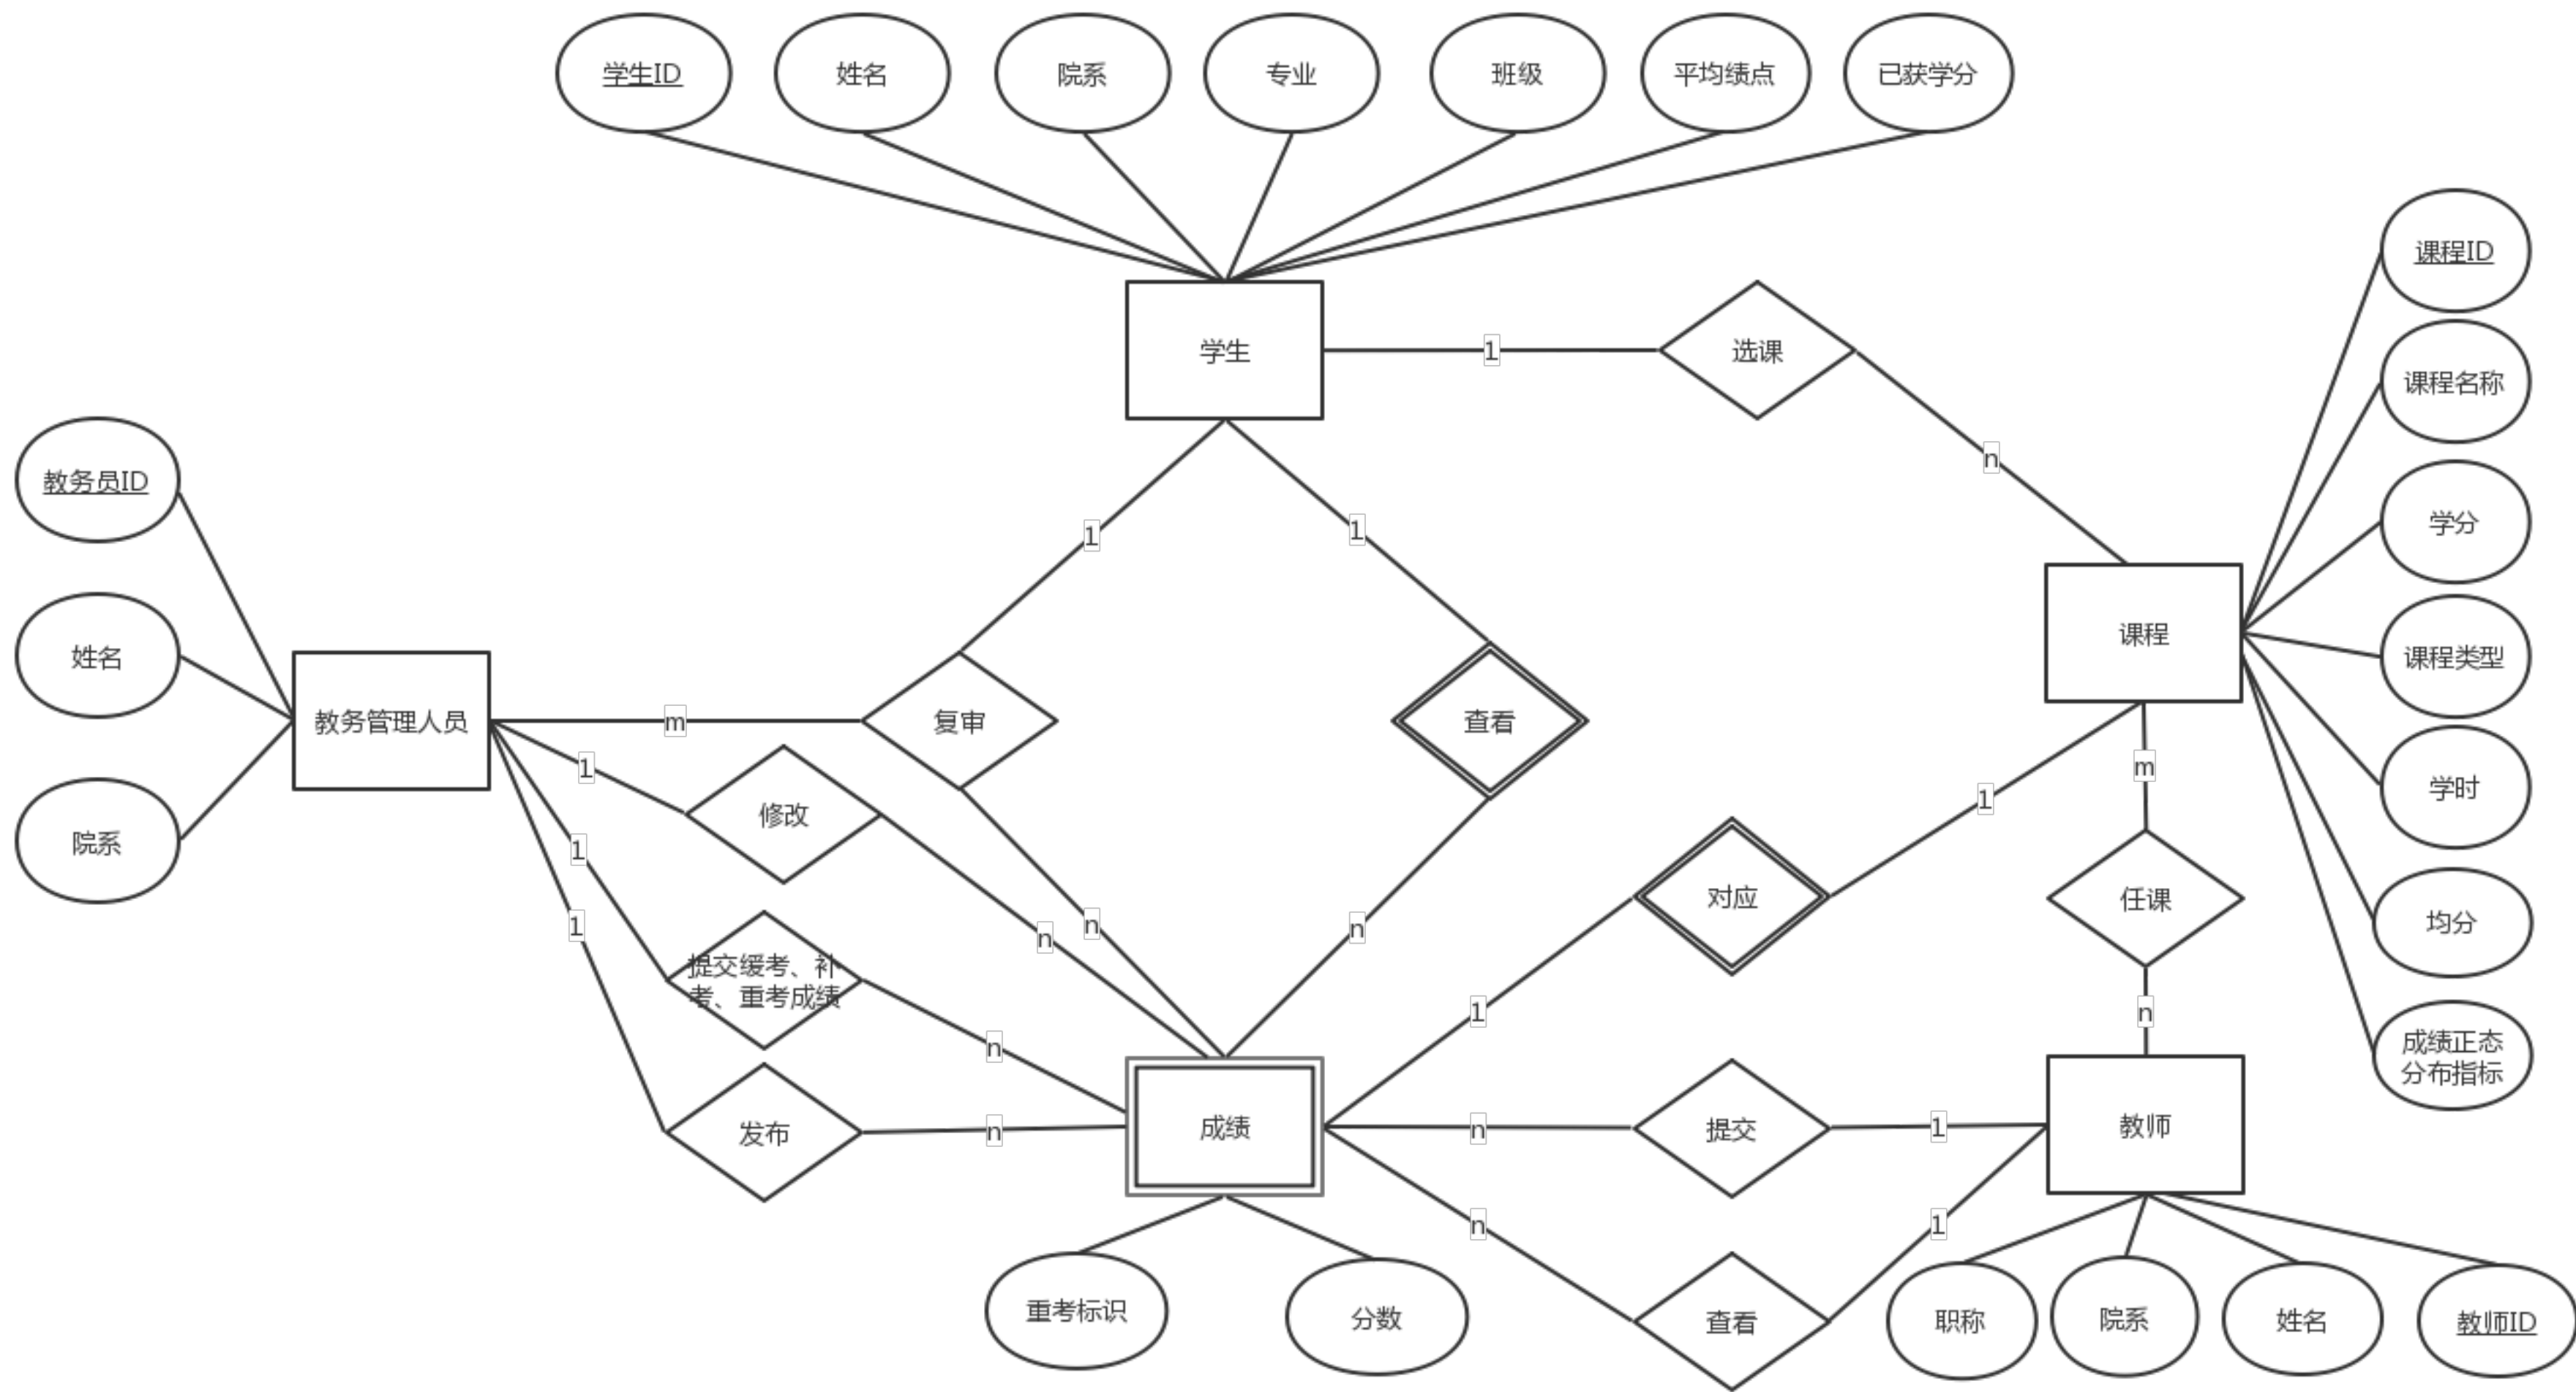 学生ID
姓名
院系
专业
班级
平均绩点
已获学分
课程ID
学生
1
选课
课程名称
n
教务员ID
学分
1
1
课程
姓名
课程类型
教务管理人员
m
复审
查看
1
m
学时
修改
1
院系
1
对应
任课
1
n
n
n
均分
提交缓考、补
考、重考成绩
1
n
n
成绩正态
分布指标
发布
n
成绩
n
提交
1
教师
n
1
重考标识
分数
查看
职称
院系
姓名
教师ID